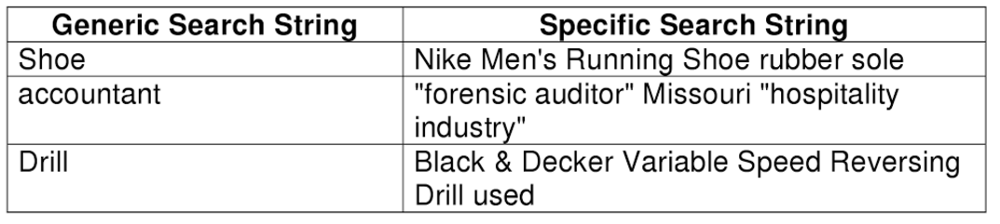 Generic Search String Specific Search String
Shoe Nike Men's Running Shoe rubber sole
accountant "forensic auditor" Missouri "hospitality
industry"
Drill Black & Decker Variable Speed Reversing
Drill used